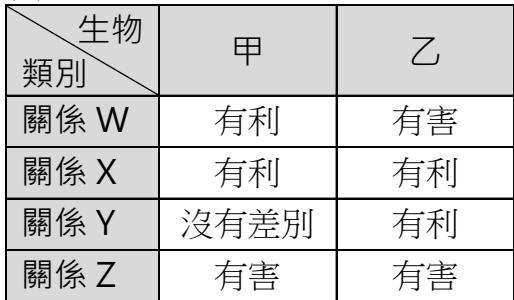 生物
類別 甲 乙
關係 W 有利 有害
關係 X 有利 有利
關係 Y 沒有差別 有利
關係 Z 有害 有害